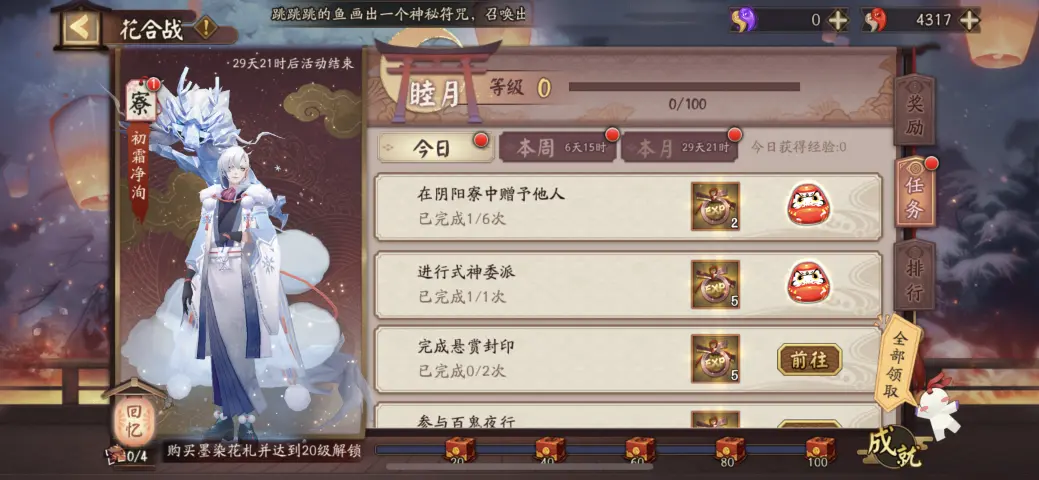 花合战
跳跳跳的鱼画出一个神秘符咒，召唤出
0
4317
·29天21时后活动结束
寮
初霜净洵
睦月
等级 0
0/100
今日
本周 6天15时
本月 29天21时
今日获得经验:0
在阴阳寮中赠予他人
已完成1/6次
EXP
2
进行式神委派
已完成1/1次
EXP
5
完成悬赏封印
已完成0/2次
EXP
5
前往
参与百鬼夜行
奖励
任务
排行
全部领取
回忆
0/4
购买墨染花札并达到20级解锁
20
40
60
80
100
成就